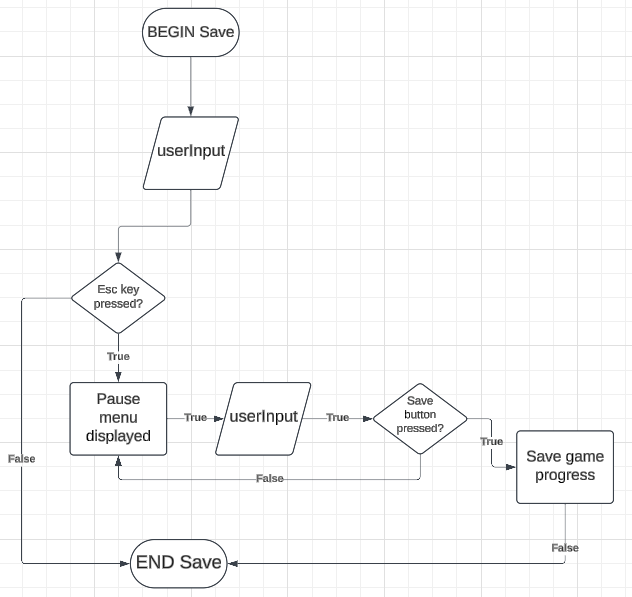 BEGIN Save
userInput
Esc key
pressed?
True
Pause
menu
displayed
True
userInput
True
Save
button
pressed?
True
Save game
progress
False
False
False
END Save